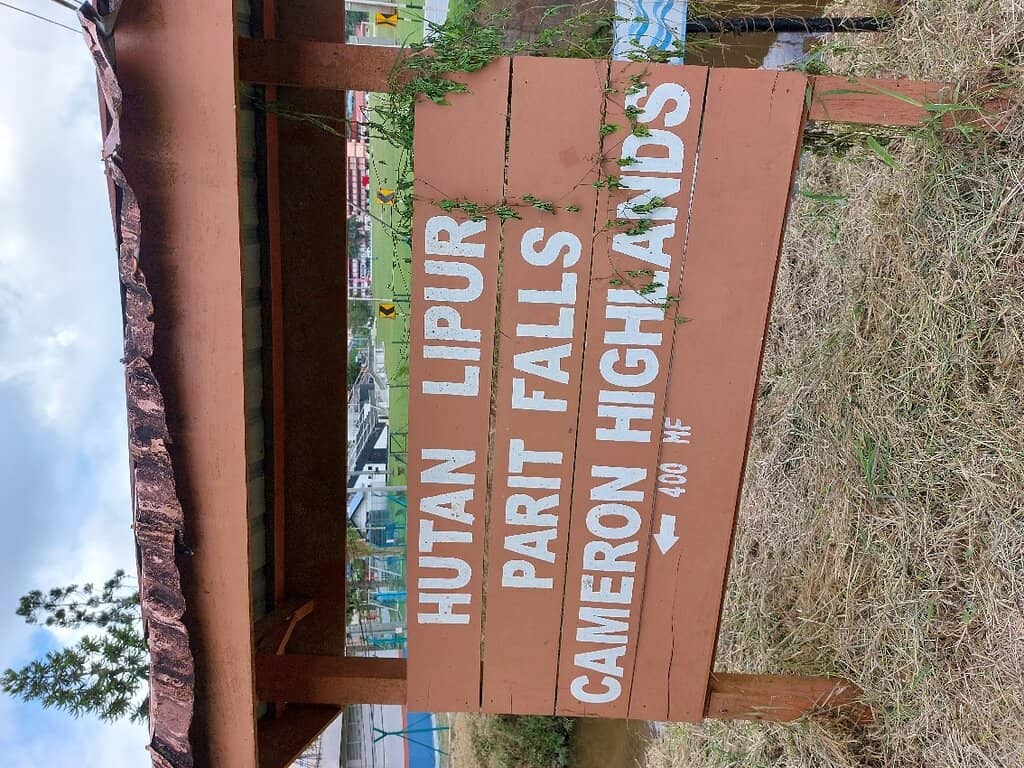 HUTAN LIPUR
PARIT FALLS
CAMERON HIGHLANDS
← 400 MF